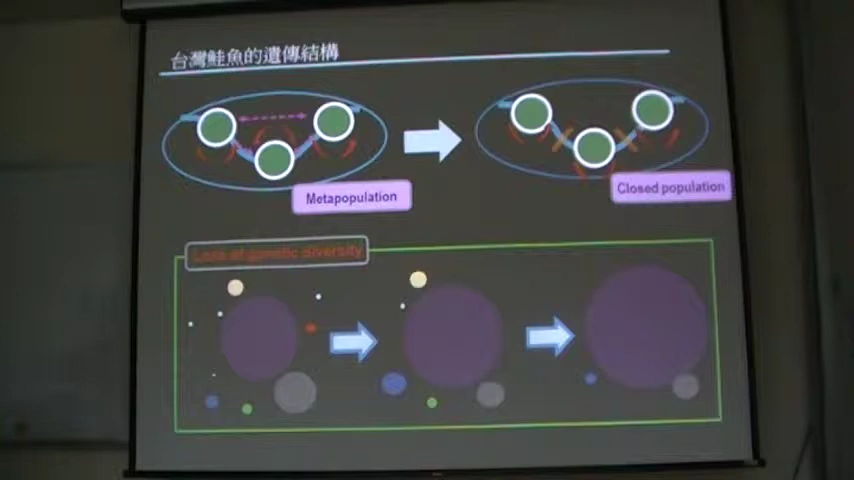 台灣鮭魚的遺傳結構
Metapopulation
Closed population
Loss of genetic diversity